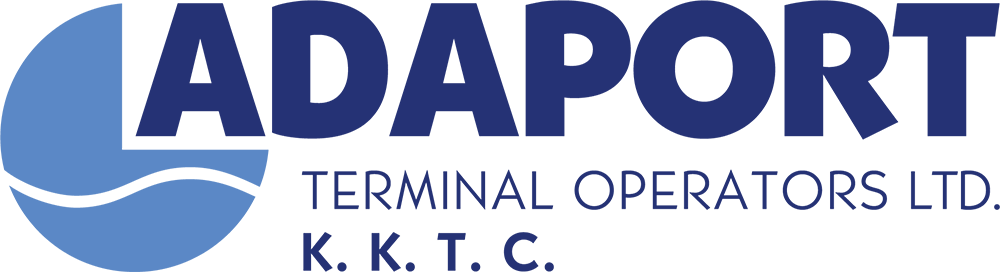 ADAPORT
TERMINAL OPERATORS LTD.
K. K. T. C.